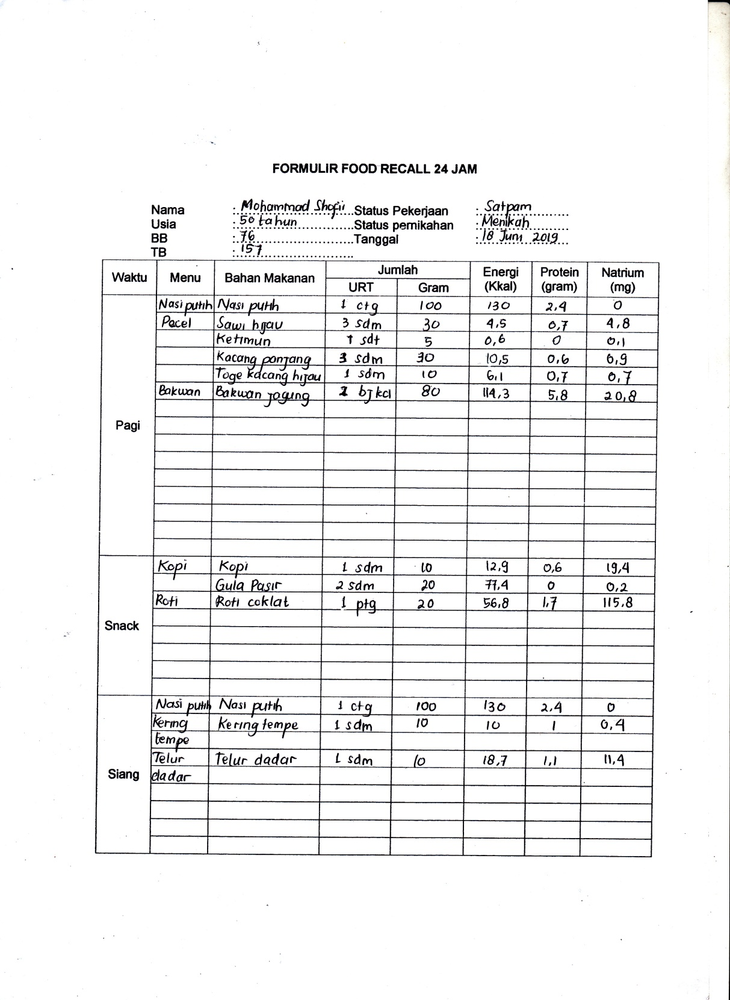 FORMULIR FOOD RECALL 24 JAM
Nama : Mohammad Shofii Status Pekerjaan : Satpam
Usia : 50 tahun Status pernikahan : Menikah
BB : 76 Tanggal : 18 Juni 2019
TB : 157
Waktu Menu Bahan Makanan Jumlah Energi (Kkal) Protein (gram) Natrium (mg)
URT Gram
Pagi
Nasi putih Nasi putih 1 ctg 100 130 2,4 0
Pecel Sawi hijau 3 sdm 30 4,5 0,7 4,8
Ketimun 1 sdt 5 0,6 0 0,1
Kacang panjang 3 sdm 30 10,5 0,6 0,9
Toge kacang hijau 1 sdm 10 6,1 0,7 0,7
Bakwan Bakwan jagung 2 bj kcl 80 114,3 5,8 20,8
Snack
Kopi Kopi 1 sdm 10 12,9 0,6 19,4
Gula Pasir 2 sdm 20 77,4 0 0,2
Roti Roti coklat 1 ptg 20 56,8 1,7 115,8
Siang
Nasi putih Nasi putih 1 ctg 100 130 2,4 0
Kering Kering tempe 1 sdm 10 10 1 0,4
tempe
Telur Telur dadar 1 sdm 10 18,7 1,1 11,4
dadar